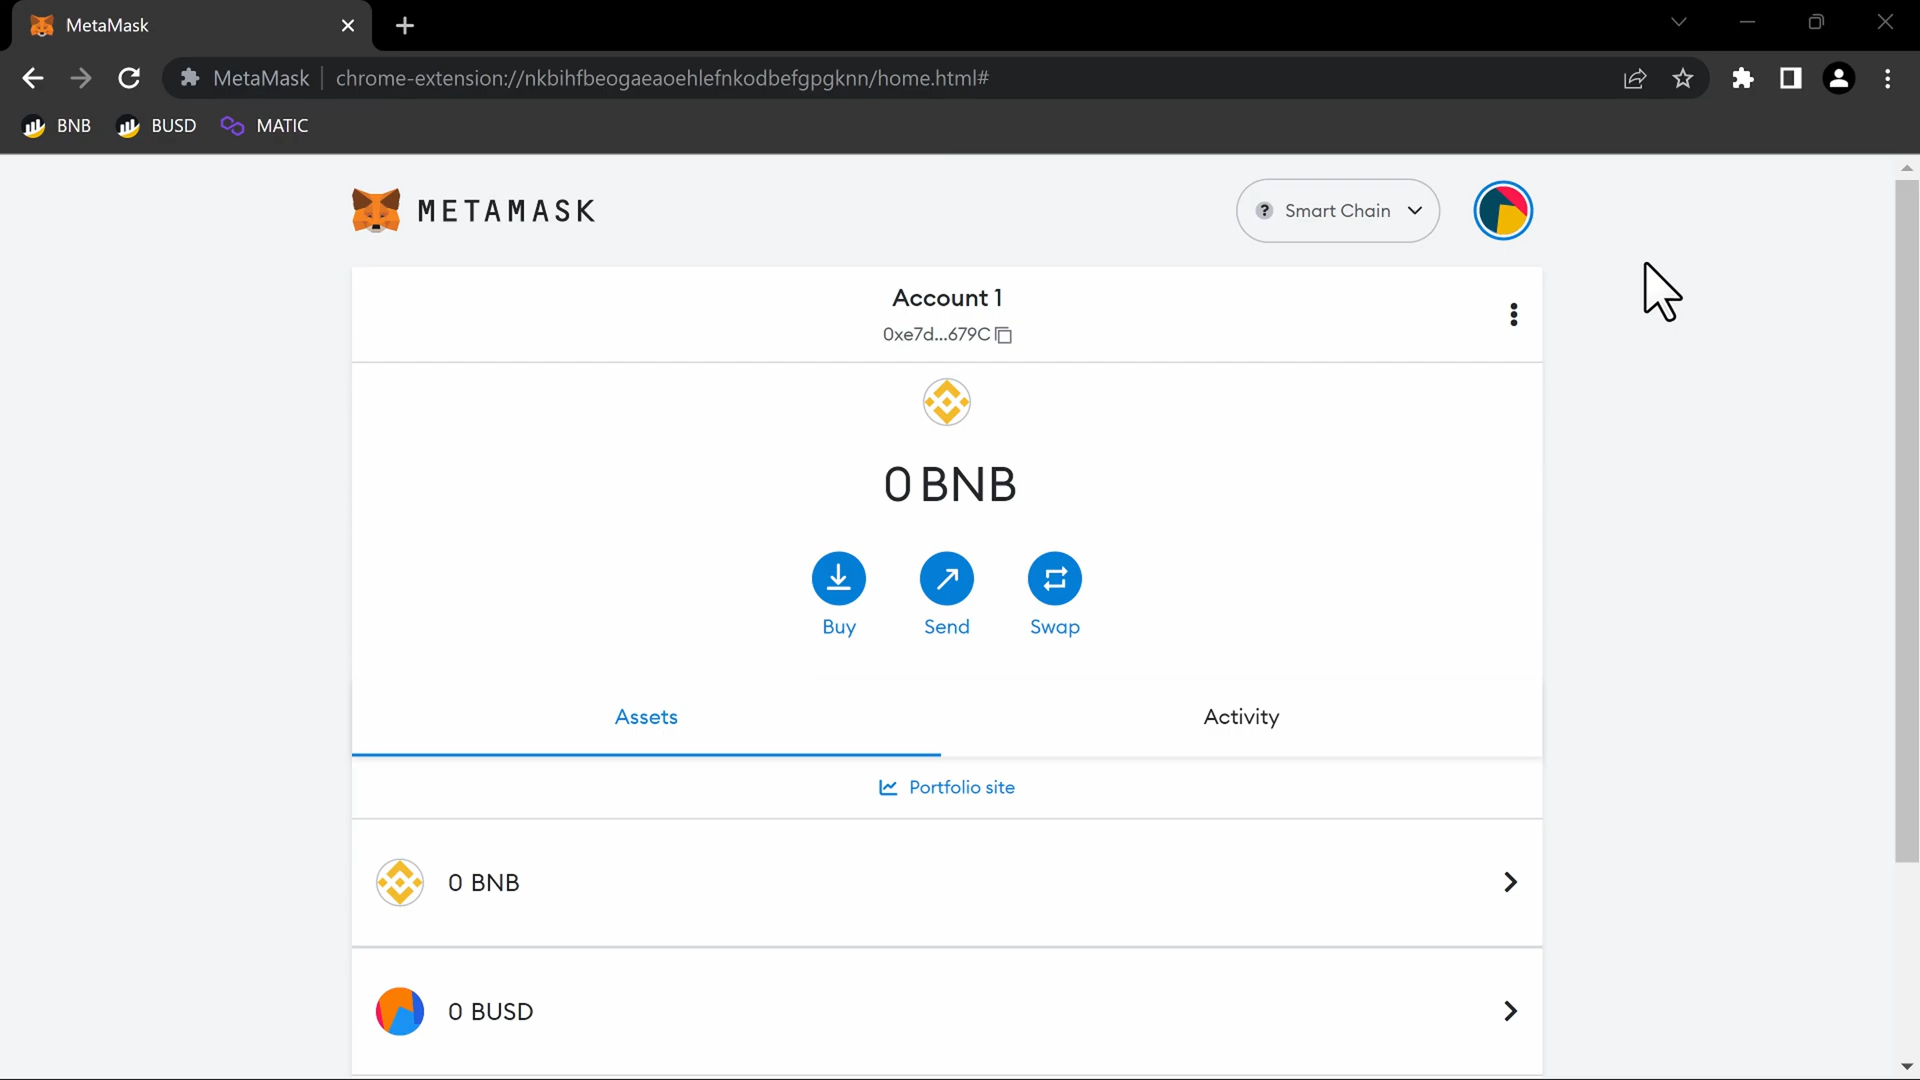 MetaMask
MetaMask | chrome-extension://nkbihfbeogaeaoehlefnkodbefgpgknn/home.html#
BNB BUSD MATIC
METAMASK
? Smart Chain
Account 1
0xe7d...679C
0 BNB
Buy Send Swap
Assets Activity
Portfolio site
0 BNB
0 BUSD